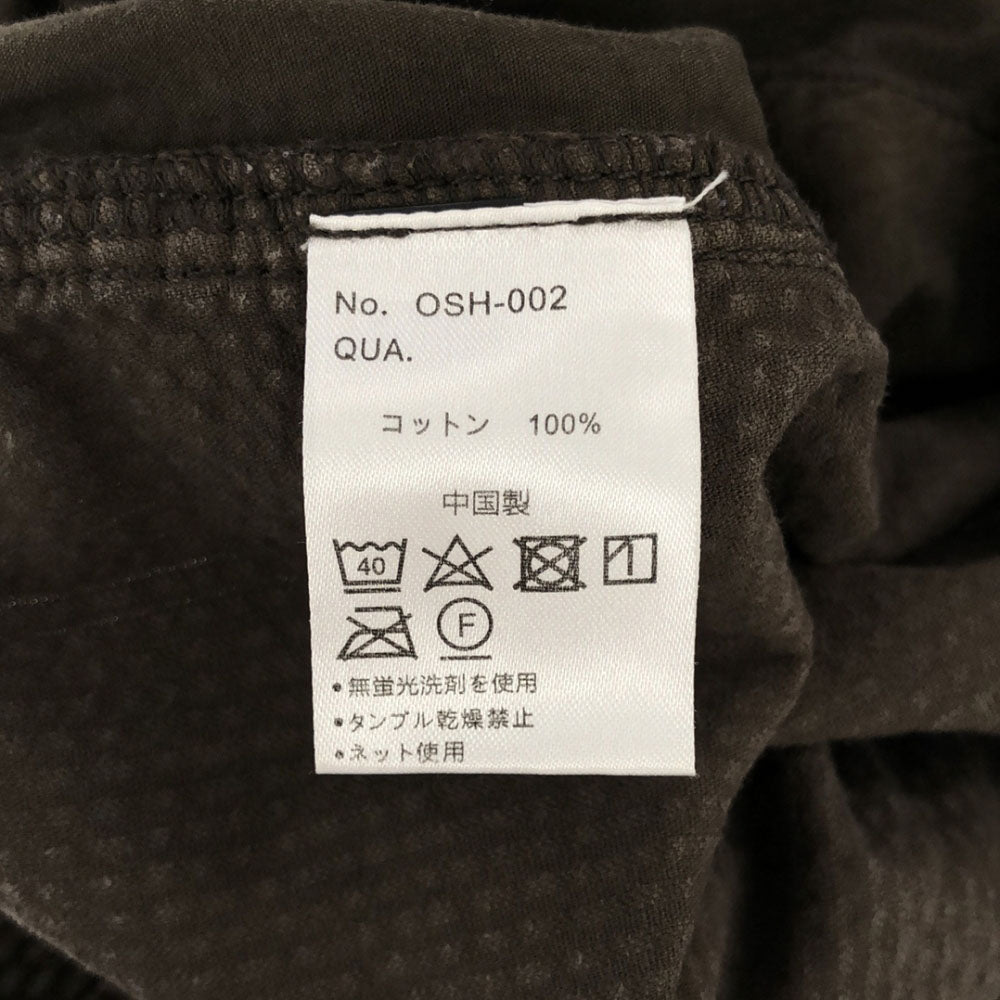 No. OSH-002
QUA.
コットン 100%
中国製
40
F
•無蛍光洗剤を使用
•タンブル乾燥禁止
•ネット使用